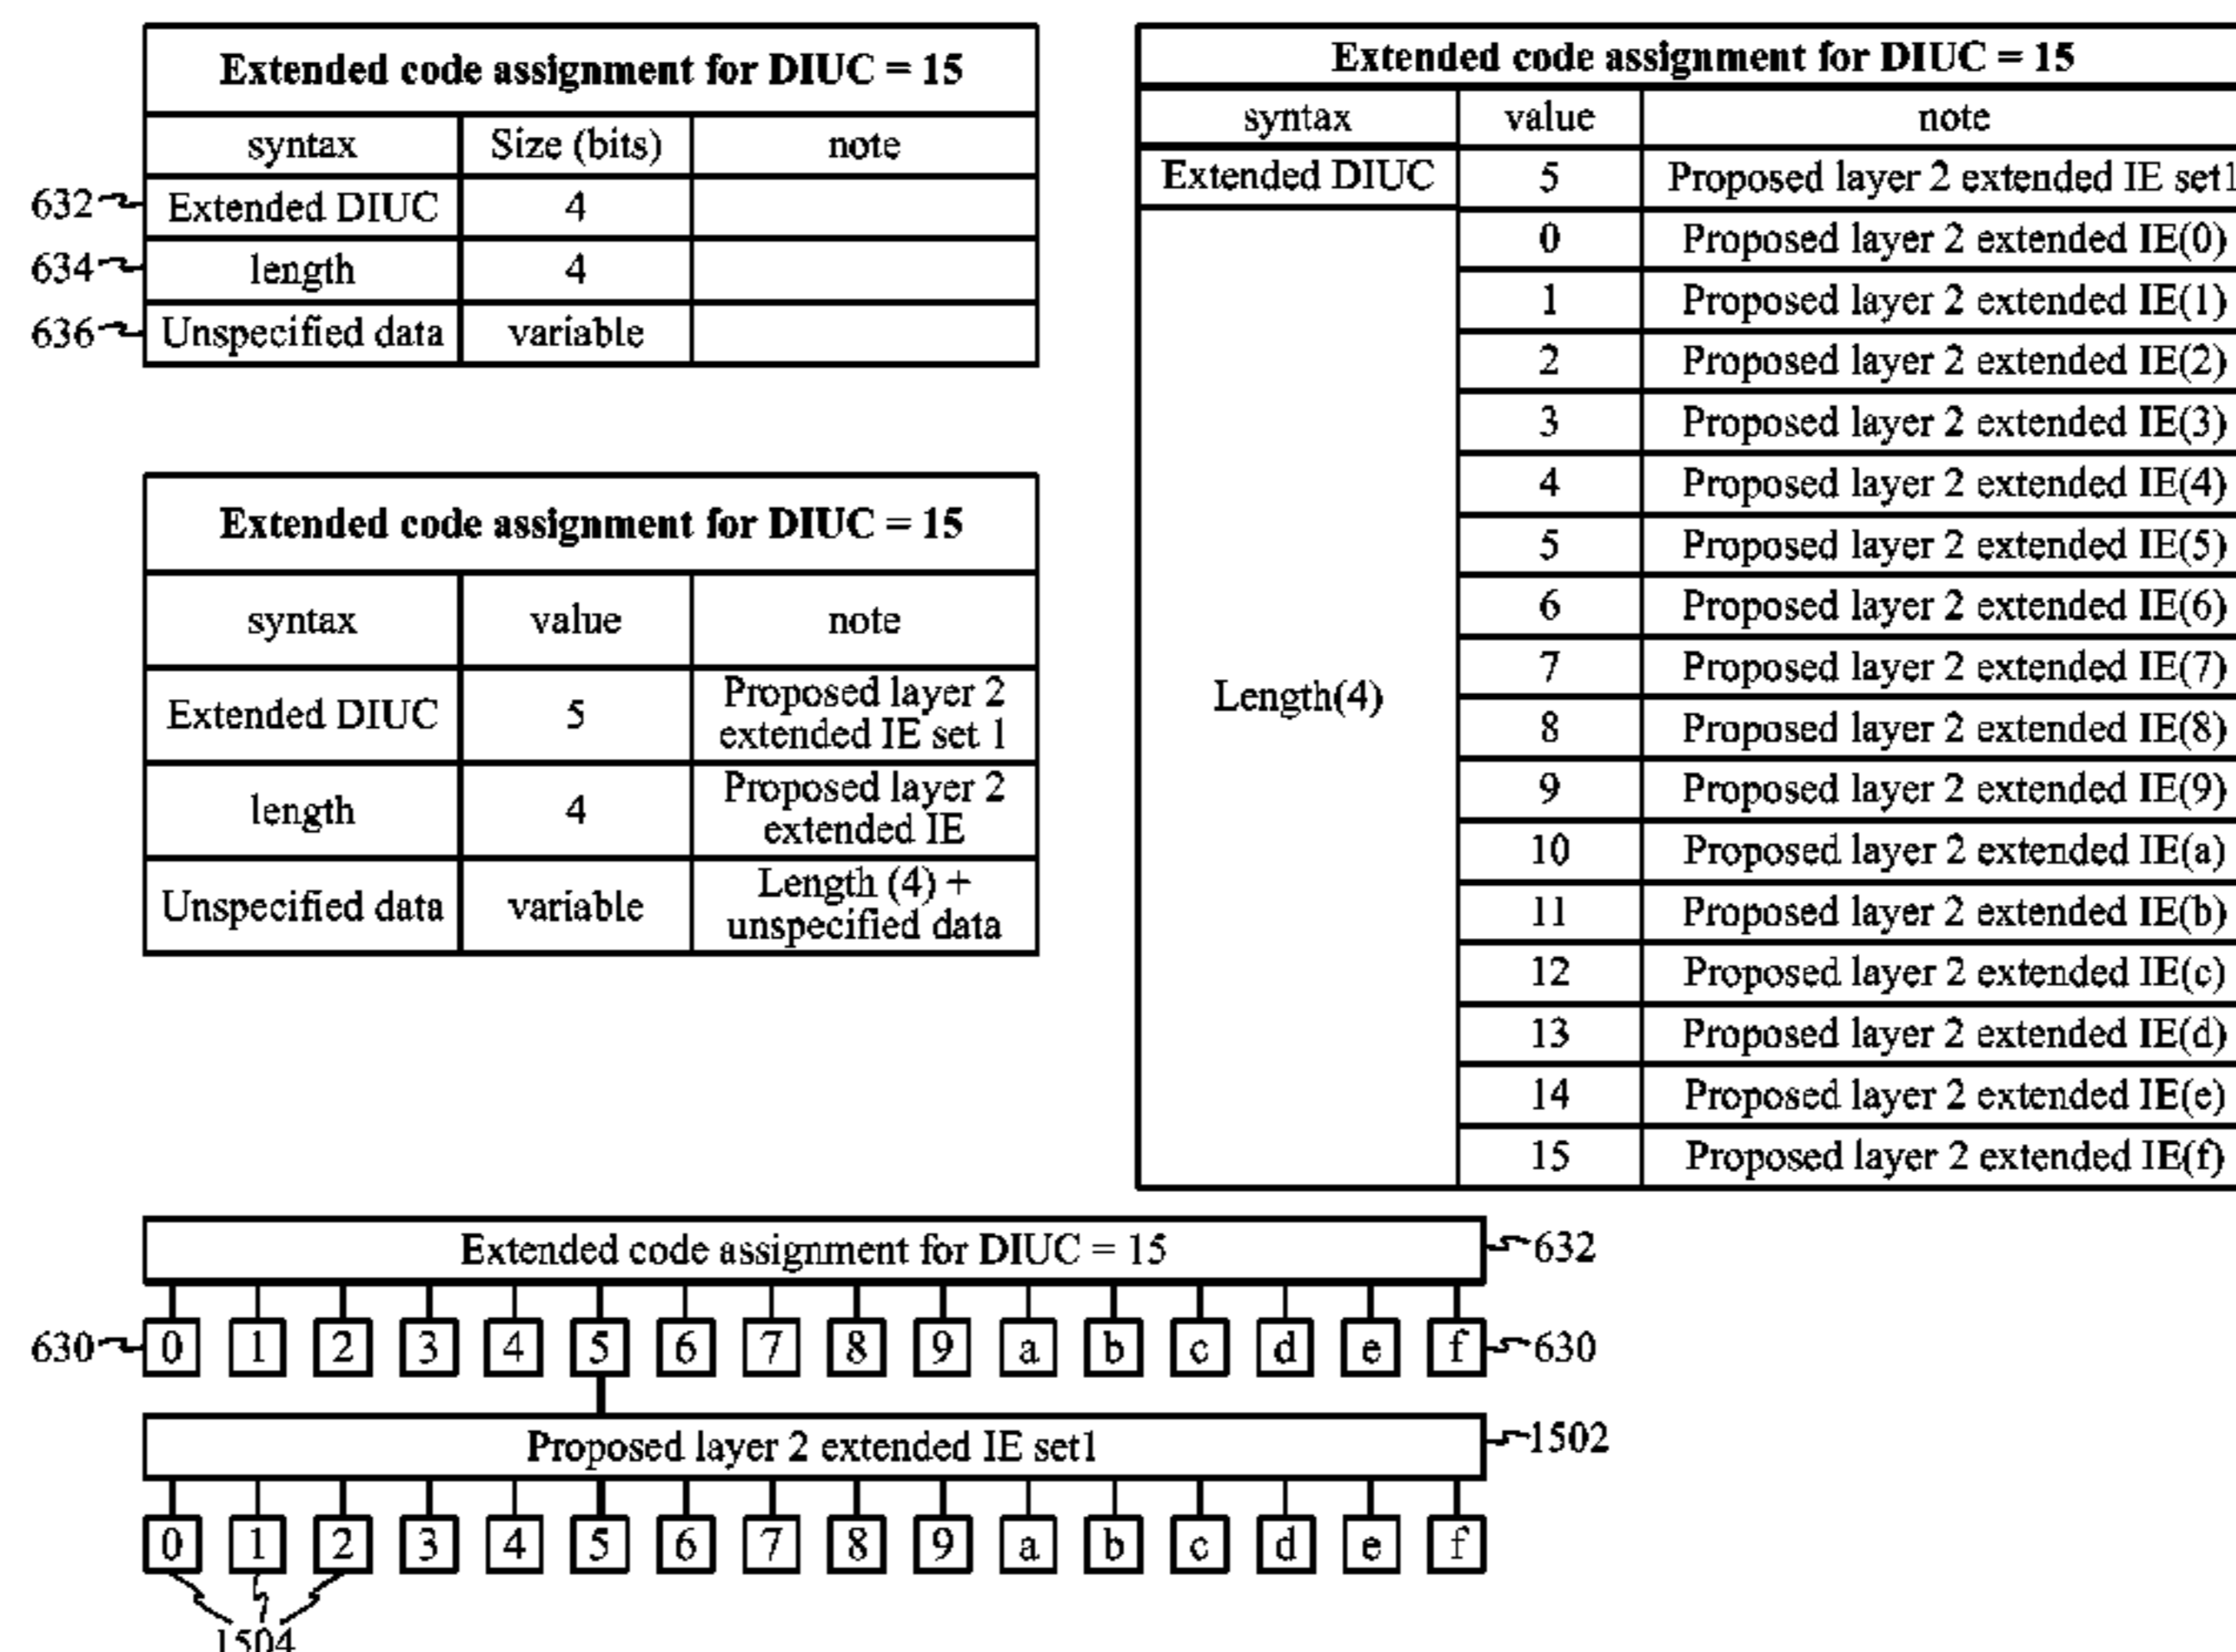 Extended code assignment for DIUC = 15
syntax Size (bits) note
632 Extended DIUC 4
634 length 4
636 Unspecified data variable
Extended code assignment for DIUC = 15
syntax value note
Extended DIUC 5 Proposed layer 2
extended IE set 1
length 4 Proposed layer 2
extended IE
Unspecified data variable Length (4) +
unspecified data
Extended code assignment for DIUC = 15
syntax value note
Extended DIUC 5 Proposed layer 2 extended IE set1
Length(4)
0 Proposed layer 2 extended IE(0)
1 Proposed layer 2 extended IE(1)
2 Proposed layer 2 extended IE(2)
3 Proposed layer 2 extended IE(3)
4 Proposed layer 2 extended IE(4)
5 Proposed layer 2 extended IE(5)
6 Proposed layer 2 extended IE(6)
7 Proposed layer 2 extended IE(7)
8 Proposed layer 2 extended IE(8)
9 Proposed layer 2 extended IE(9)
10 Proposed layer 2 extended IE(a)
11 Proposed layer 2 extended IE(b)
12 Proposed layer 2 extended IE(c)
13 Proposed layer 2 extended IE(d)
14 Proposed layer 2 extended IE(e)
15 Proposed layer 2 extended IE(f)
Extended code assignment for DIUC = 15 632
630 0 1 2 3 4 5 6 7 8 9 a b c d e f 630
Proposed layer 2 extended IE set1 1502
0 1 2 3 4 5 6 7 8 9 a b c d e f
1504